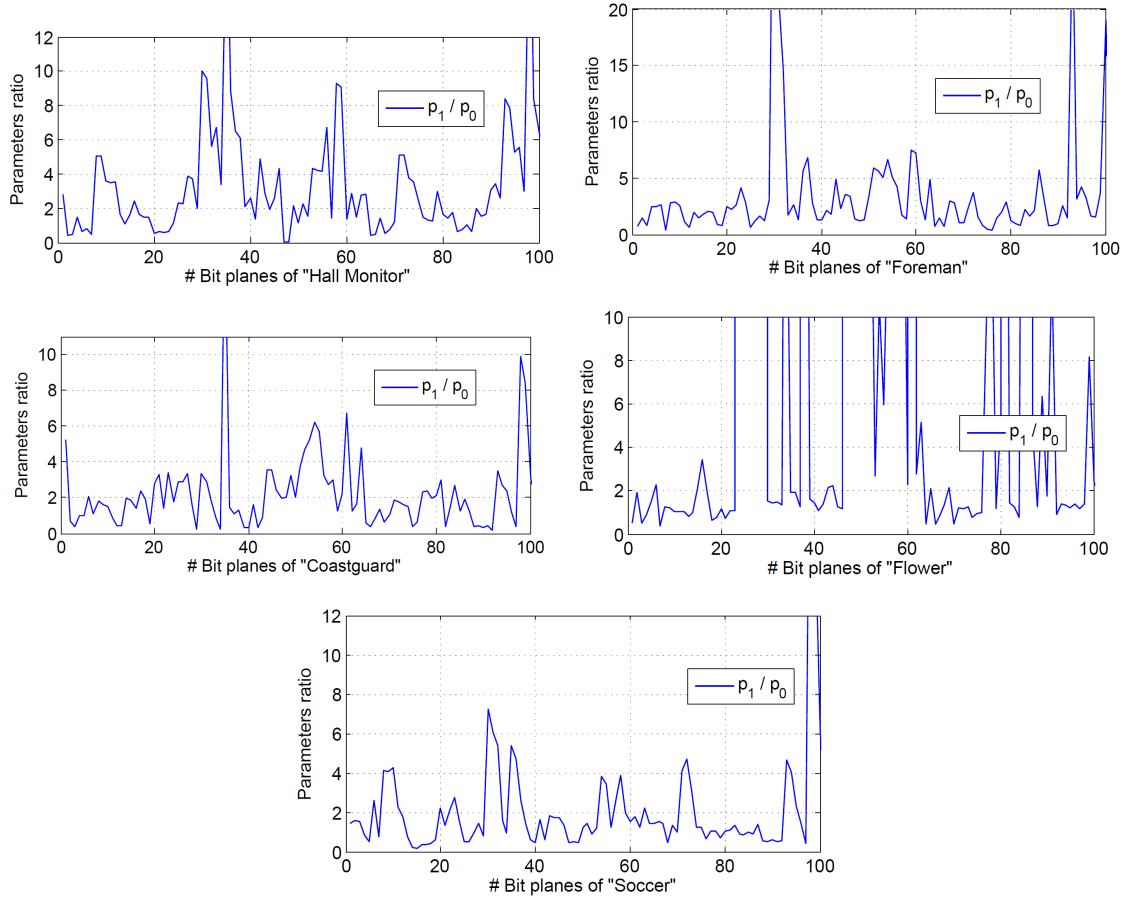 12
10
8
6
4
2
0
Parameters ratio
p1 / p0
0 20 40 60 80 100
# Bit planes of "Hall Monitor"
20
15
10
5
0
Parameters ratio
p1 / p0
0 20 40 60 80 100
# Bit planes of "Foreman"
10
8
6
4
2
0
Parameters ratio
p1 / p0
0 20 40 60 80 100
# Bit planes of "Coastguard"
10
8
6
4
2
0
Parameters ratio
p1 / p0
0 20 40 60 80 100
# Bit planes of "Flower"
12
10
8
6
4
2
0
Parameters ratio
p1 / p0
0 20 40 60 80 100
# Bit planes of "Soccer"